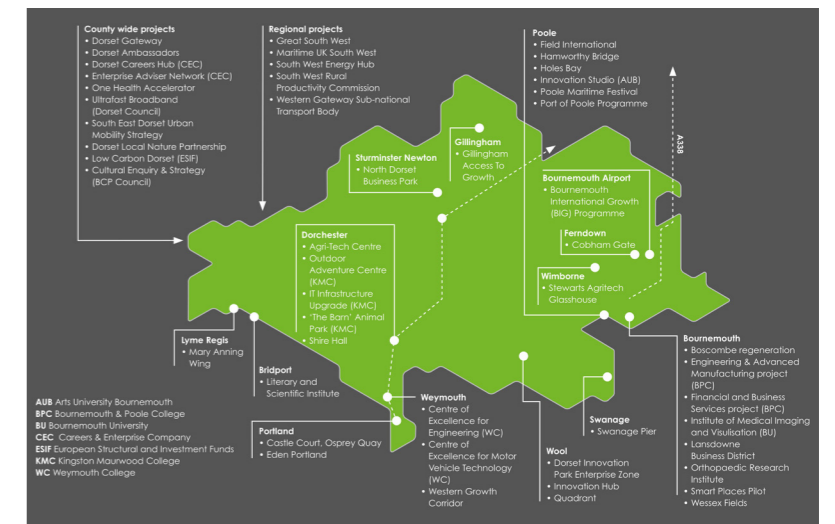 County wide projects
• Dorset Gateway
• Dorset Ambassadors
• Dorset Careers Hub (CEC)
• Enterprise Adviser Network (CEC)
• One Health Accelerator
• Ultrafast Broadband
(Dorset Council)
• South East Dorset Urban
Mobility Strategy
• Dorset Local Nature Partnership
• Low Carbon Dorset (ESIF)
• Cultural Enquiry & Strategy
(BCP Council)
Regional projects
• Great South West
• Maritime UK South West
• South West Energy Hub
• South West Rural
Productivity Commission
• Western Gateway Sub-national
Transport Body
Poole
• Field International
• Hamworthy Bridge
• Holes Bay
• Innovation Studio (AUB)
• Poole Maritime Festival
• Port of Poole Programme
A338
Gillingham
• Gillingham
Access To
Growth
Sturminster Newton
• North Dorset
Business Park
Bournemouth Airport
• Bournemouth
International Growth
(BIG) Programme
Ferndown
• Cobham Gate
Wimborne
• Stewarts Agritech
Glasshouse
Dorchester
• Agri-Tech Centre
• Outdoor
Adventure Centre
(KMC)
• IT Infrastructure
Upgrade (KMC)
• 'The Barn' Animal
Park (KMC)
• Shire Hall
Lyme Regis
• Mary Anning
Wing
Bridport
• Literary and
Scientific Institute
Portland
• Castle Court, Osprey Quay
• Eden Portland
Weymouth
• Centre of
Excellence for
Engineering (WC)
• Centre of
Excellence for Motor
Vehicle Technology
(WC)
• Western Growth
Corridor
Wool
• Dorset Innovation
Park Enterprise Zone
• Innovation Hub
• Quadrant
Swanage
• Swanage Pier
Bournemouth
• Boscombe regeneration
• Engineering & Advanced
Manufacturing project
(BPC)
• Financial and Business
Services project (BPC)
• Institute of Medical Imaging
and Visulisation (BU)
• Lansdowne
Business District
• Orthopaedic Research
Institute
• Smart Places Pilot
• Wessex Fields
AUB Arts University Bournemouth
BPC Bournemouth & Poole College
BU Bournemouth University
CEC Careers & Enterprise Company
ESIF European Structural and Investment Funds
KMC Kingston Maurwood College
WC Weymouth College